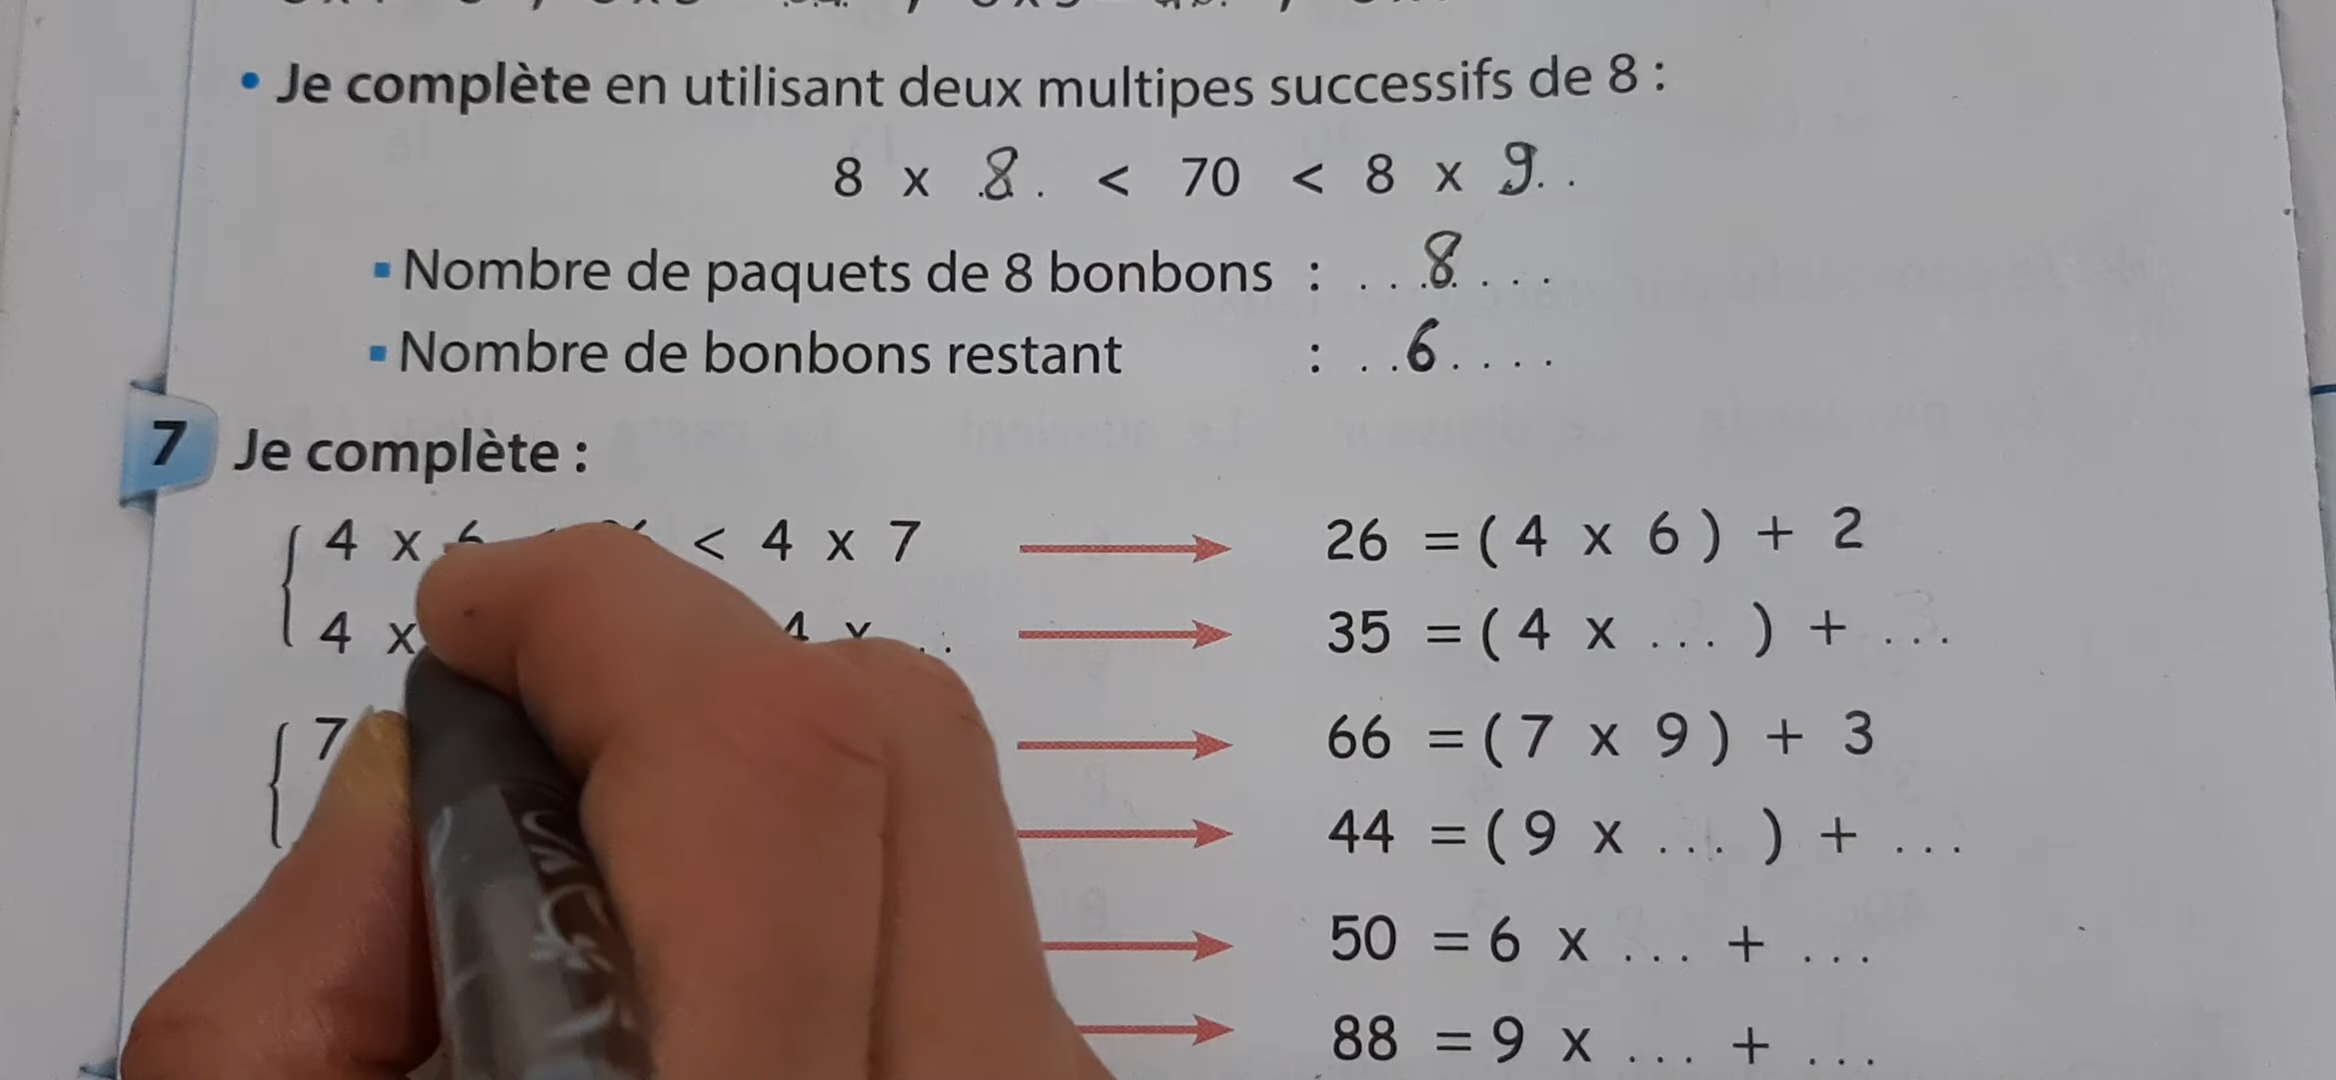 • Je complète en utilisant deux multipes successifs de 8 :
8 x .8. < 70 < 8 x 9. .
▪ Nombre de paquets de 8 bonbons : . . .8. . . .
▪ Nombre de bonbons restant : . .6. . . .
7 Je complète :
4 x 6 < 4 x 7 26 = ( 4 x 6 ) + 2
4 x 4 x . . 35 = ( 4 x . . . ) + . . .
7 66 = ( 7 x 9 ) + 3
44 = ( 9 x . . . ) + . . .
50 = 6 x . . . + . . .
88 = 9 x . . . + . . .